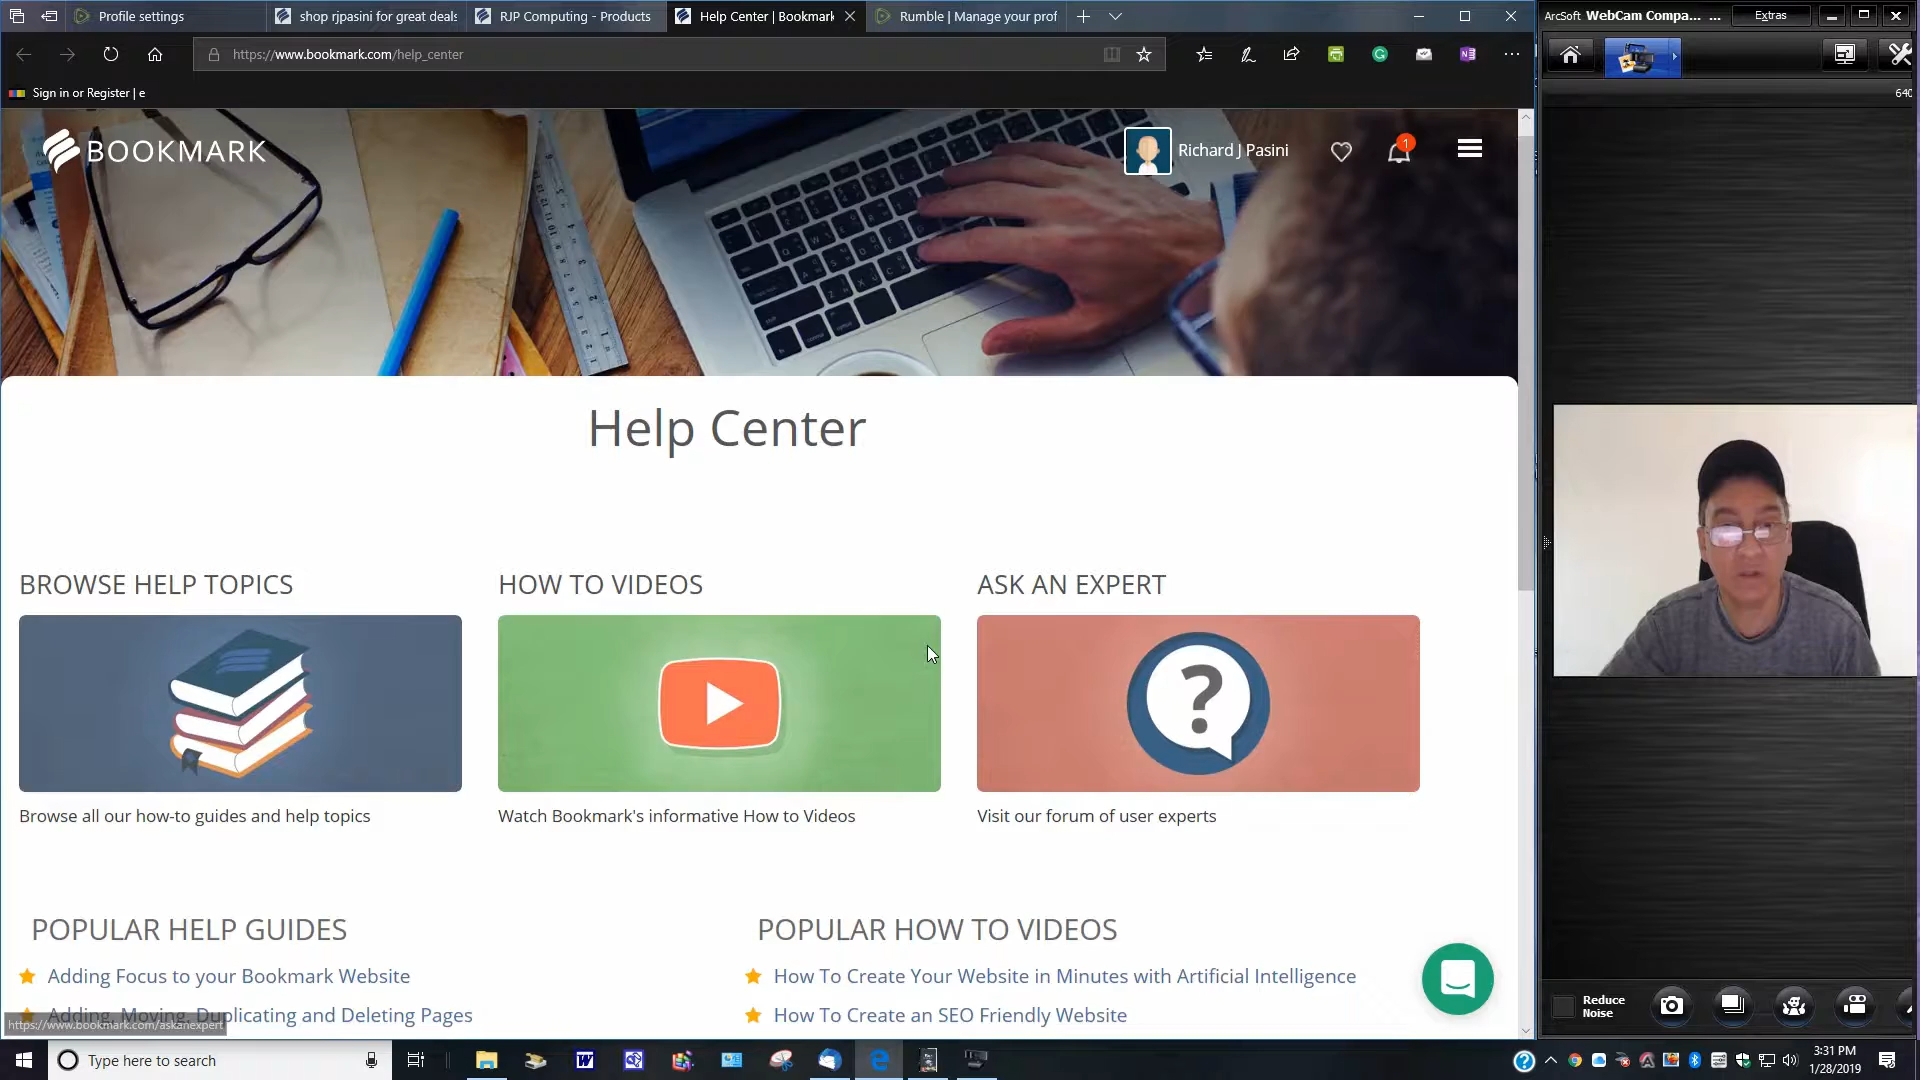 Profile settings
shop rjpasini for great deals
RJP Computing - Products
Help Center | Bookmark
Rumble | Manage your prof
ArcSoft WebCam Compa... ...
Extras
https://www.bookmark.com/help_center
Sign in or Register | e
640
BOOKMARK
Richard J Pasini
1
Help Center
BROWSE HELP TOPICS
HOW TO VIDEOS
ASK AN EXPERT
?
Browse all our how-to guides and help topics
Watch Bookmark's informative How to Videos
Visit our forum of user experts
POPULAR HELP GUIDES
POPULAR HOW TO VIDEOS
Adding Focus to your Bookmark Website
How To Create Your Website in Minutes with Artificial Intelligence
Adding, Moving, Duplicating and Deleting Pages
How To Create an SEO Friendly Website
https://www.bookmark.com/askanexpert
Reduce
Noise
Type here to search
3:31 PM
1/28/2019